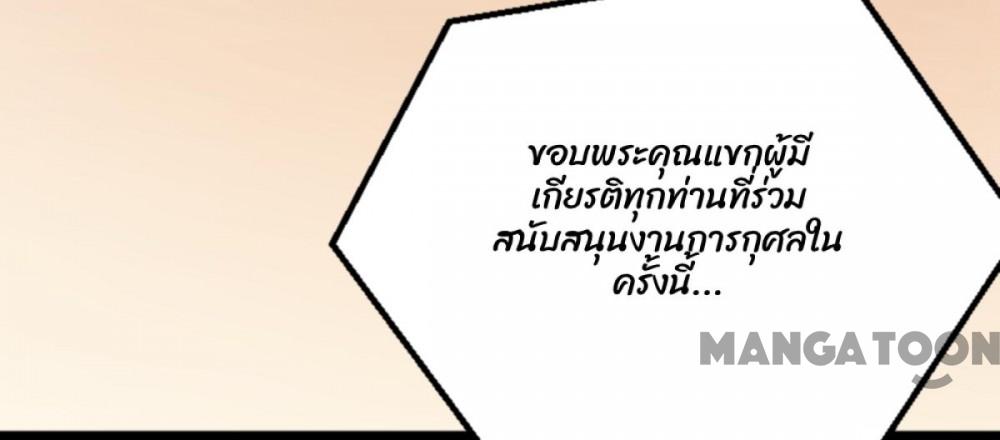 ขอบพระคุณแขกผู้มี
เกียรติทุกท่านที่ร่วม
สนับสนุนงานการกุศลใน
ครั้งนี้...
MANGATOON